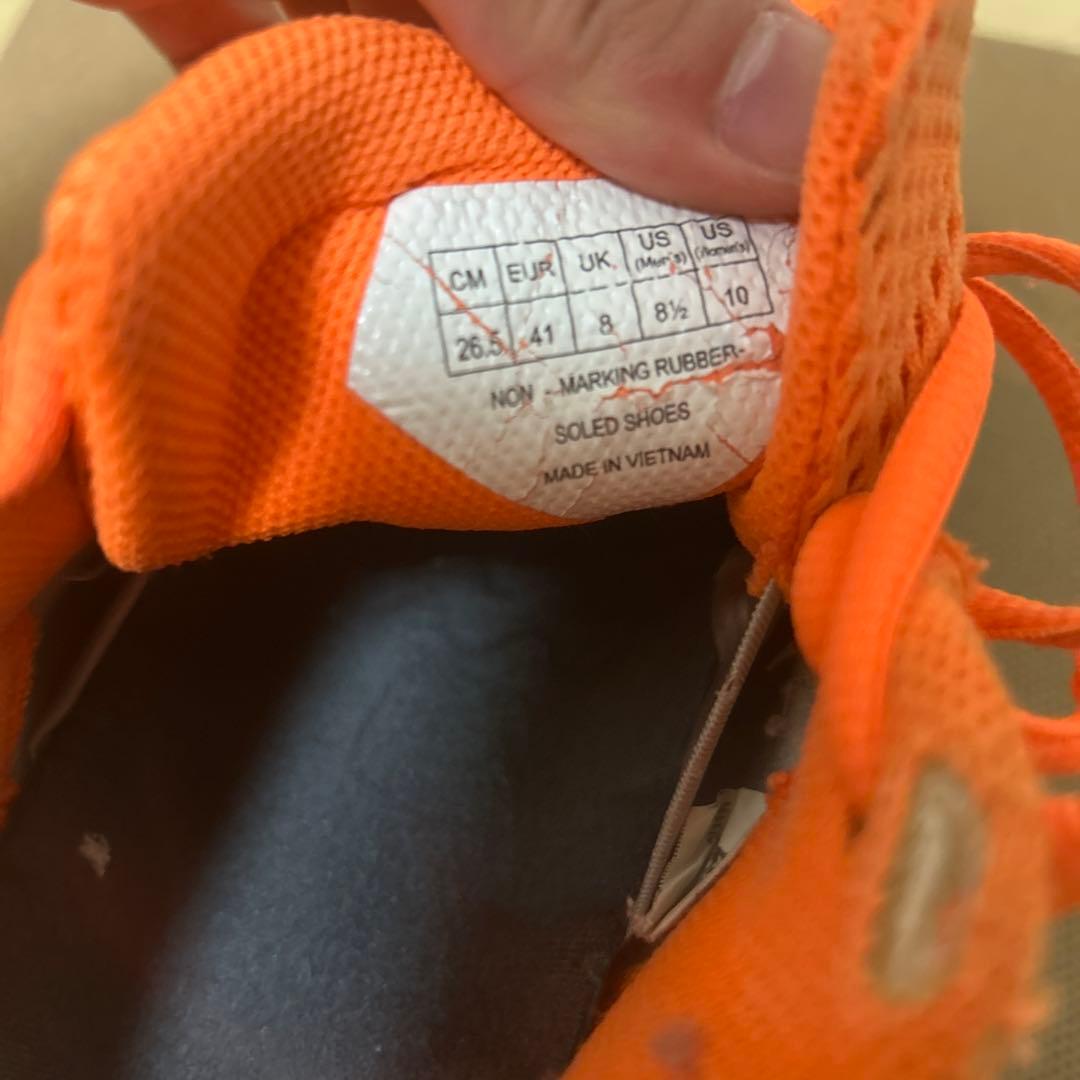 CM EUR UK US (Men's) US (Women's)
26.5 41 8 8½ 10
NON - MARKING RUBBER-
SOLED SHOES
MADE IN VIETNAM